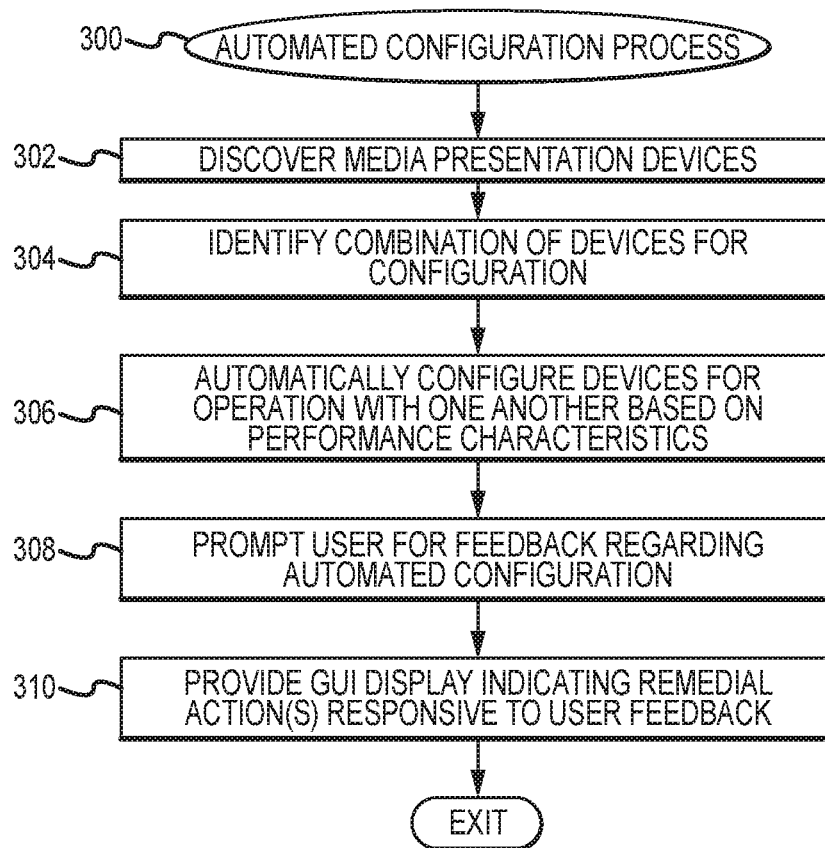 300 AUTOMATED CONFIGURATION PROCESS
302 DISCOVER MEDIA PRESENTATION DEVICES
304 IDENTIFY COMBINATION OF DEVICES FOR
CONFIGURATION
306 AUTOMATICALLY CONFIGURE DEVICES FOR
OPERATION WITH ONE ANOTHER BASED ON
PERFORMANCE CHARACTERISTICS
308 PROMPT USER FOR FEEDBACK REGARDING
AUTOMATED CONFIGURATION
310 PROVIDE GUI DISPLAY INDICATING REMEDIAL
ACTION(S) RESPONSIVE TO USER FEEDBACK
EXIT